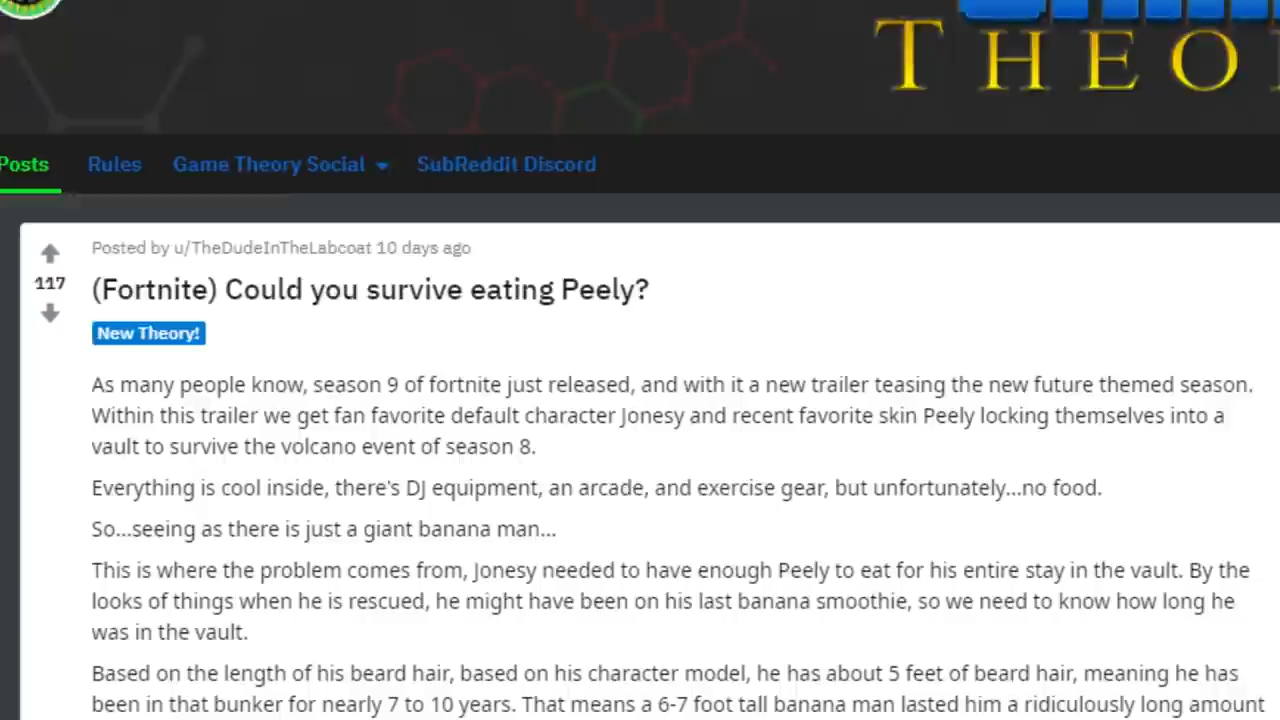 THEO
Posts Rules Game Theory Social SubReddit Discord
Posted by u/TheDudeInTheLabcoat 10 days ago
117
(Fortnite) Could you survive eating Peely?
New Theory!
As many people know, season 9 of fortnite just released, and with it a new trailer teasing the new future themed season.
Within this trailer we get fan favorite default character Jonesy and recent favorite skin Peely locking themselves into a
vault to survive the volcano event of season 8.
Everything is cool inside, there's DJ equipment, an arcade, and exercise gear, but unfortunately...no food.
So...seeing as there is just a giant banana man...
This is where the problem comes from, Jonesy needed to have enough Peely to eat for his entire stay in the vault. By the
looks of things when he is rescued, he might have been on his last banana smoothie, so we need to know how long he
was in the vault.
Based on the length of his beard hair, based on his character model, he has about 5 feet of beard hair, meaning he has
been in that bunker for nearly 7 to 10 years. That means a 6-7 foot tall banana man lasted him a ridiculously long amount